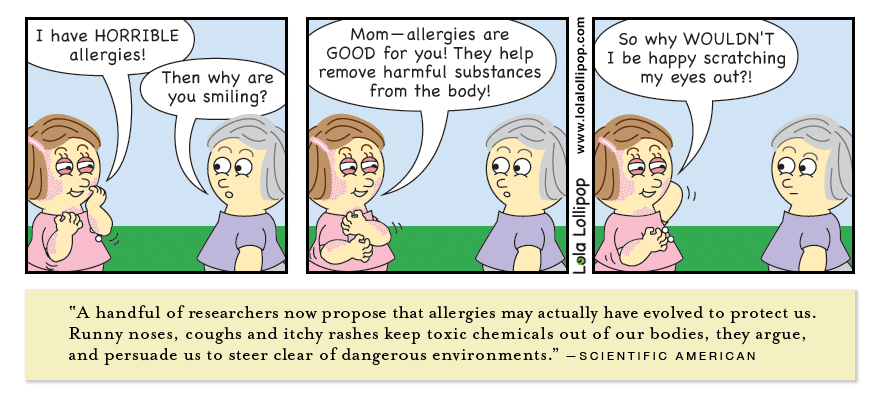 I have HORRIBLE
allergies!
Then why are
you smiling?
Mom—allergies are
GOOD for you! They help
remove harmful substances
from the body!
Lola Lollipop
www.lolalollipop.com
So why WOULDN'T
I be happy scratching
my eyes out?!
"A handful of researchers now propose that allergies may actually have evolved to protect us.
Runny noses, coughs and itchy rashes keep toxic chemicals out of our bodies, they argue,
and persuade us to steer clear of dangerous environments." —SCIENTIFIC AMERICAN